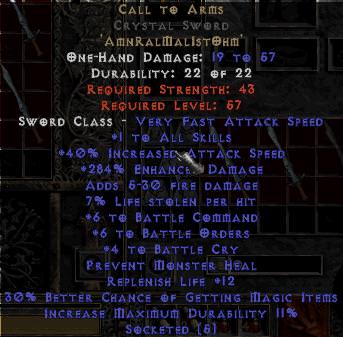 Call to Arms
Crystal Sword
'AmnRalMalIstOhm'
One-Hand Damage: 19 to 57
Durability: 22 of 22
Required Strength: 43
Required Level: 57
Sword Class - Very Fast Attack Speed
+1 to All Skills
+40% Increased Attack Speed
+284% Enhanc Damage
Adds 5-30 fire damage
7% Life stolen per hit
+6 to Battle Command
+6 to Battle Orders
+4 to Battle Cry
Prevent Monster Heal
Replenish Life +12
30% Better Chance of Getting Magic Items
Increase Maximum Durability 11%
Socketed (5)